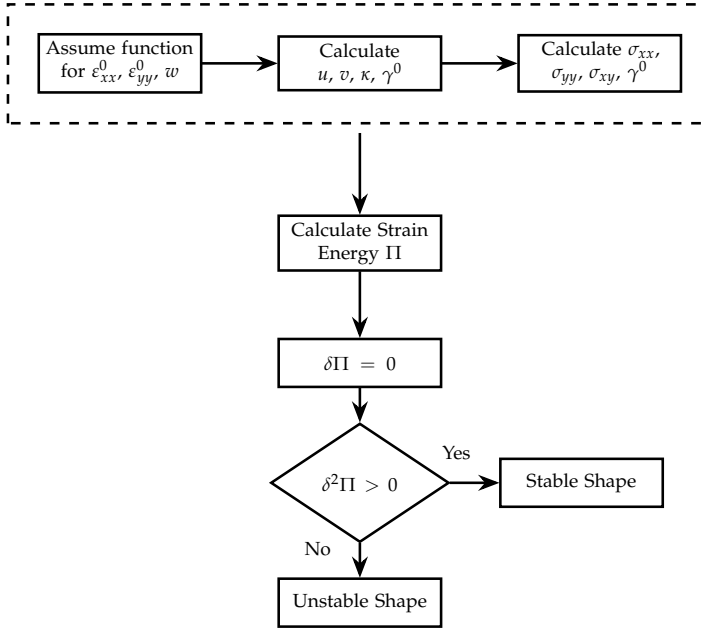 Assume function
for ε⁰ₓₓ, ε⁰ᵧᵧ, w
Calculate
u, v, κ, γ⁰
Calculate σₓₓ,
σᵧᵧ, σₓᵧ, γ⁰
Calculate Strain
Energy Π
δΠ = 0
δ²Π > 0
Yes
Stable Shape
No
Unstable Shape